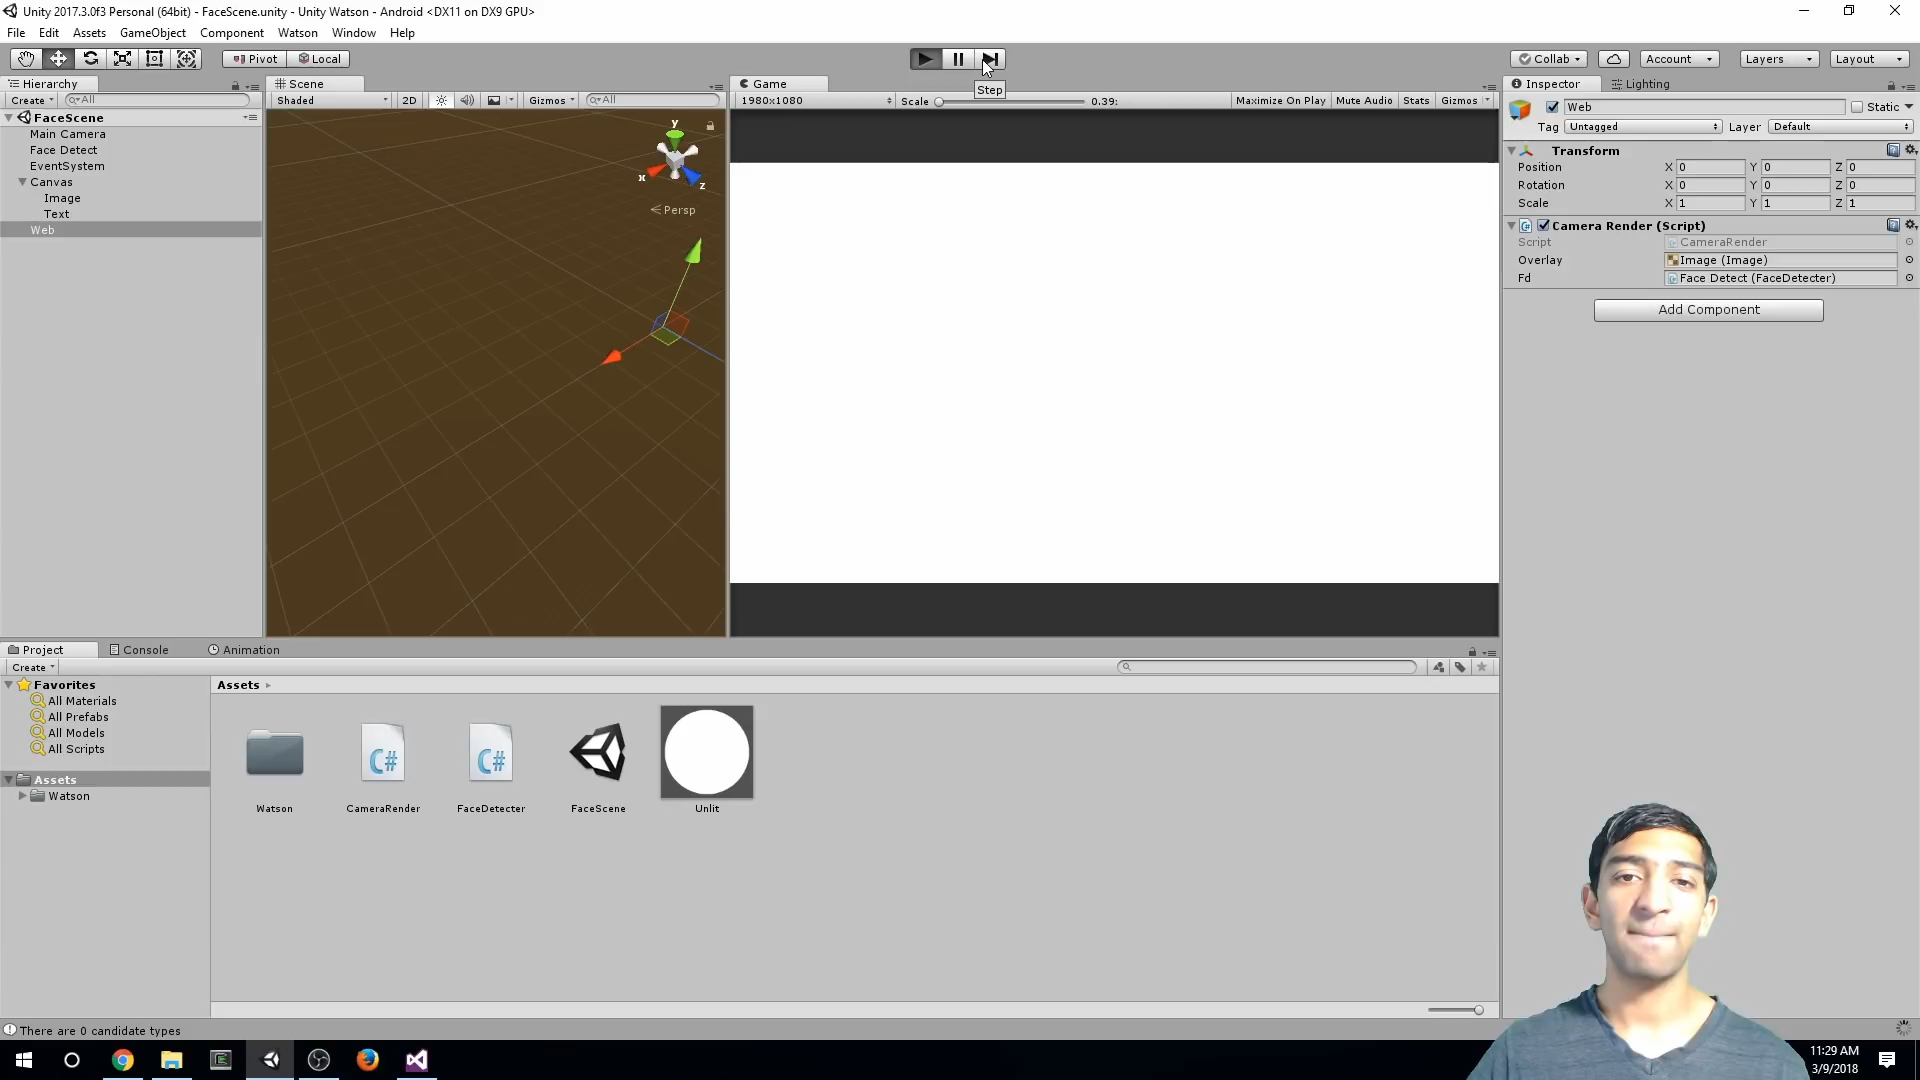 Unity 2017.3.0f3 Personal (64bit) - FaceScene.unity - Unity Watson - Android <DX11 on DX9 GPU>
File Edit Assets GameObject Component Watson Window Help
Pivot Local
Step
Collab Account Layers Layout
Hierarchy
Create All
FaceScene
Main Camera
Face Detect
EventSystem
Canvas
Image
Text
Web
Scene
Shaded 2D Gizmos All
y
x
z
Persp
Game
1980x1080 Scale 0.39: Maximize On Play Mute Audio Stats Gizmos
Inspector Lighting
Web Static
Tag Untagged Layer Default
Transform
Position X 0 Y 0 Z 0
Rotation X 0 Y 0 Z 0
Scale X 1 Y 1 Z 1
Camera Render (Script)
Script CameraRender
Overlay Image (Image)
Fd Face Detect (FaceDetecter)
Add Component
Project Console Animation
Create
Favorites
All Materials
All Prefabs
All Models
All Scripts
Assets
Watson
Assets
C#
C#
Watson
CameraRender
FaceDetecter
FaceScene
Unlit
There are 0 candidate types
11:29 AM
3/9/2018